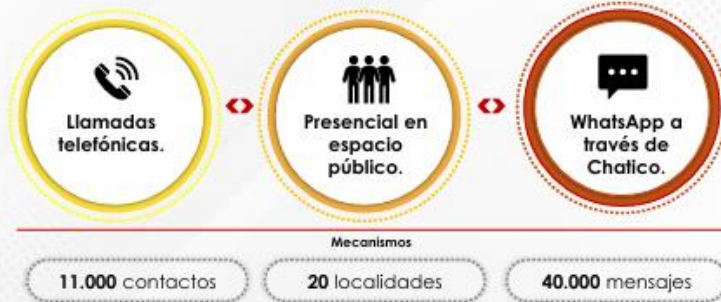 Llamadas
telefónicas.
Presencial en
espacio
público.
WhatsApp a
través de
Chatico.
Mecanismos
11.000 contactos
20 localidades
40.000 mensajes